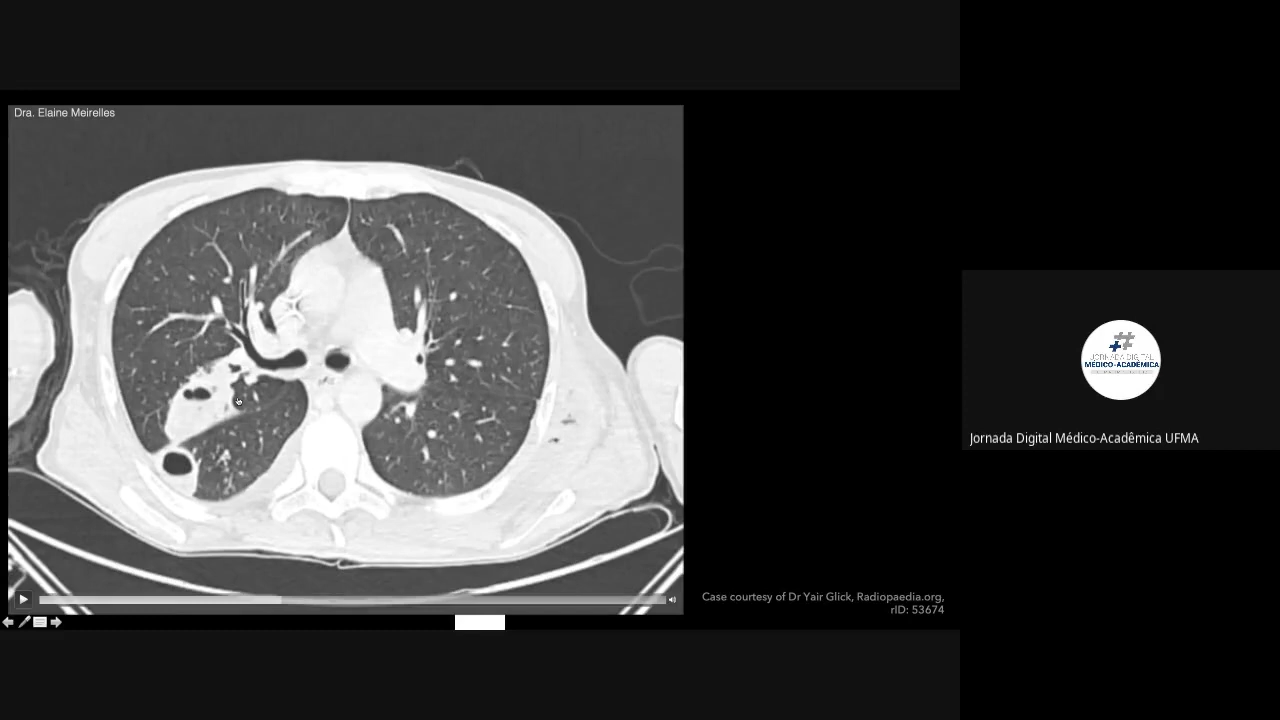 Dra. Elaine Meirelles
Case courtesy of Dr Yair Glick, Radiopaedia.org,
rID: 53674
JORNADA DIGITAL
MÉDICO-ACADÊMICA
Jornada Digital Médico-Acadêmica UFMA